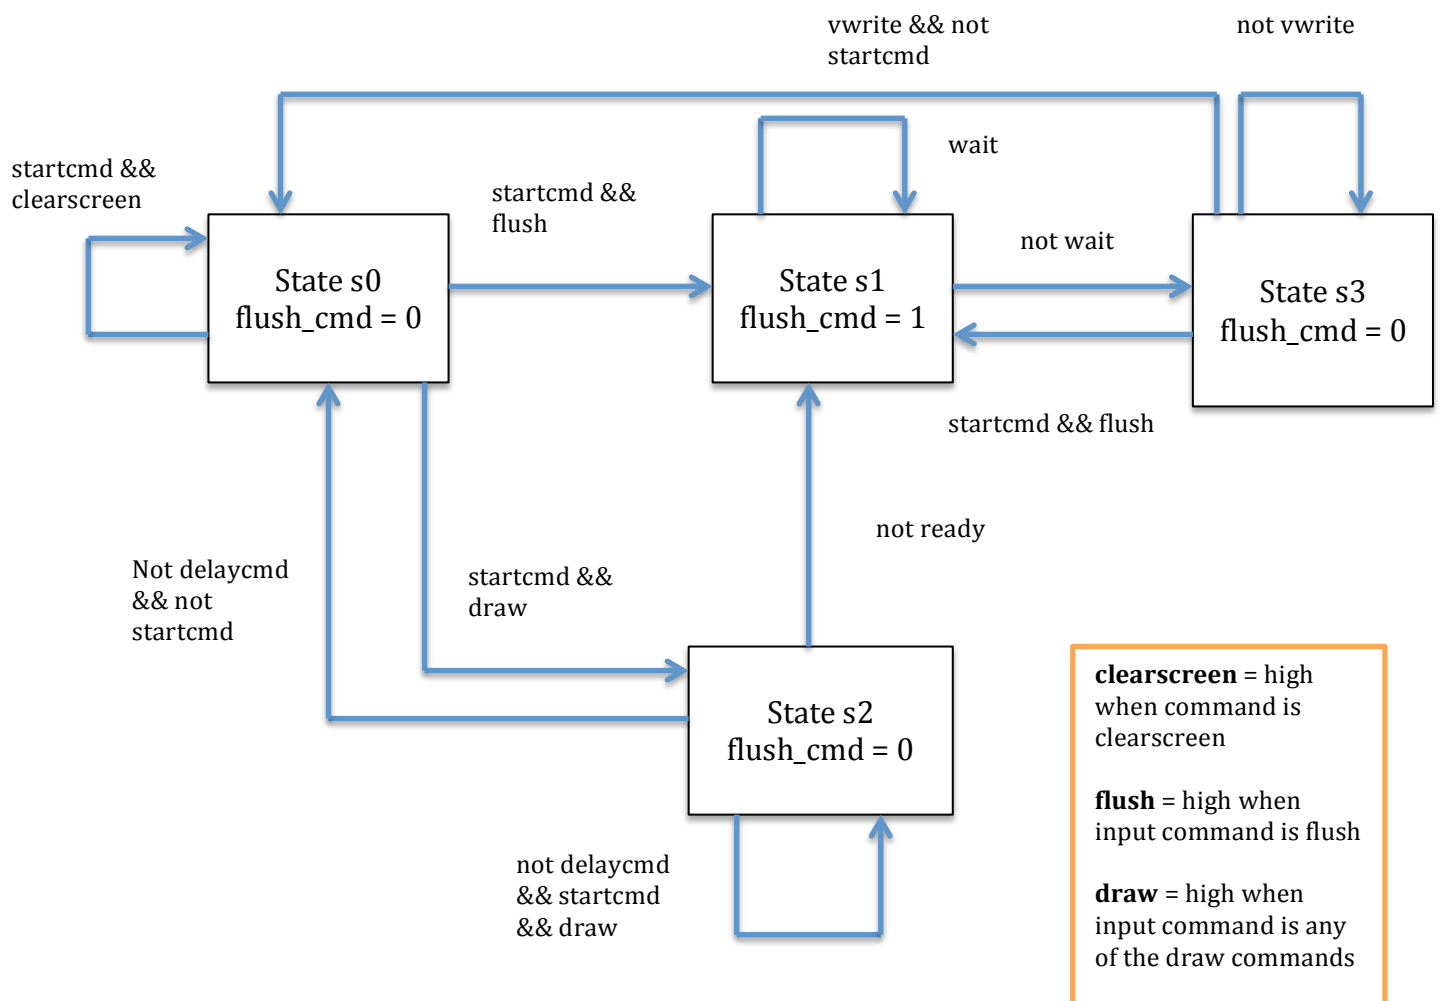 vwrite && not
startcmd
not vwrite
wait
startcmd &&
clearscreen
startcmd &&
flush
not wait
State s0
flush_cmd = 0
State s1
flush_cmd = 1
State s3
flush_cmd = 0
startcmd && flush
not ready
Not delaycmd
&& not
startcmd
startcmd &&
draw
State s2
flush_cmd = 0
not delaycmd
&& startcmd
&& draw
clearscreen = high
when command is
clearscreen
flush = high when
input command is flush
draw = high when
input command is any
of the draw commands